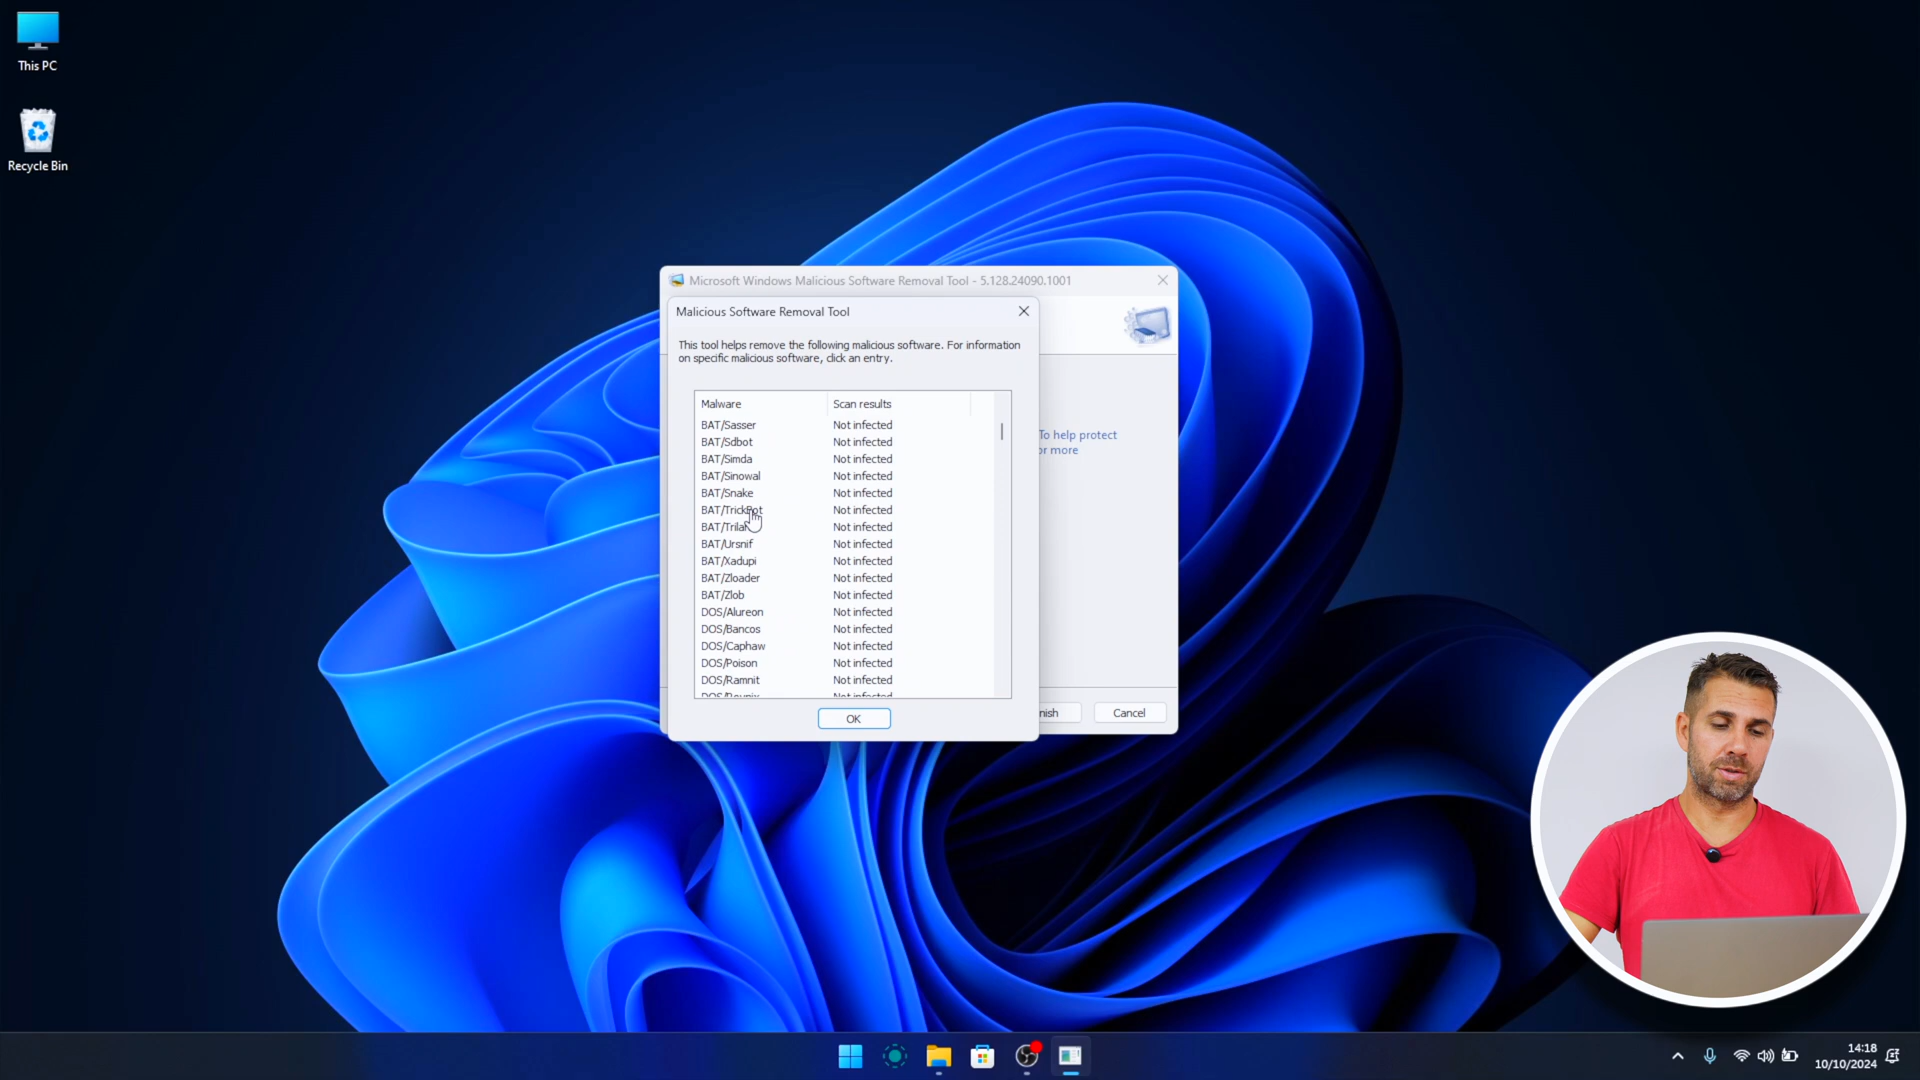 This PC
Recycle Bin
Microsoft Windows Malicious Software Removal Tool - 5.128.24090.1001
Malicious Software Removal Tool
This tool helps remove the following malicious software. For information
on specific malicious software, click an entry.
Malware Scan results
BAT/Sasser Not infected
BAT/Sdbot Not infected
BAT/Simda Not infected
BAT/Sinowal Not infected
BAT/Snake Not infected
BAT/TrickBot Not infected
Not infected
BAT/Ursnif Not infected
BAT/Xadupi Not infected
BAT/Zloader Not infected
BAT/Zlob Not infected
DOS/Alureon Not infected
DOS/Bancos Not infected
DOS/Caphaw Not infected
DOS/Poison Not infected
DOS/Ramnit Not infected
Not infected
To help protect
or more
OK
nish
Cancel
14:18
10/10/2024